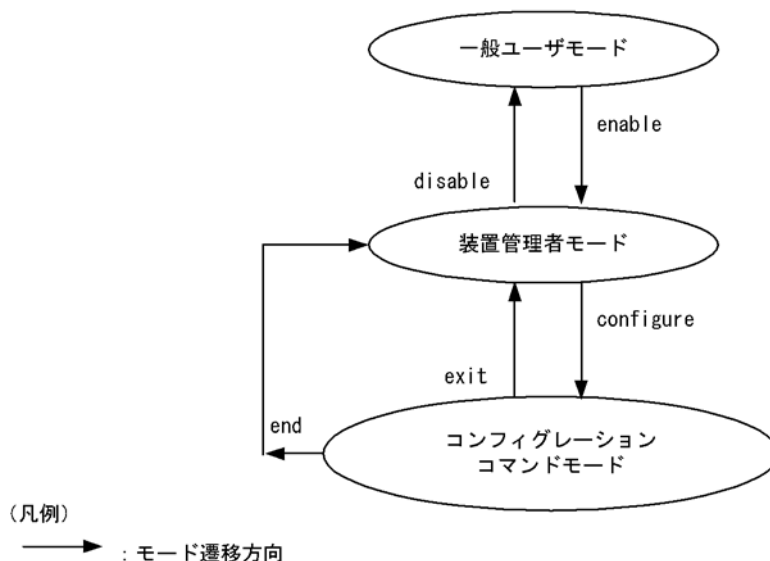 一般ユーザモード
enable
disable
装置管理者モード
configure
exit
end
コンフィグレーション
コマンドモード
(凡例)
：モード遷移方向